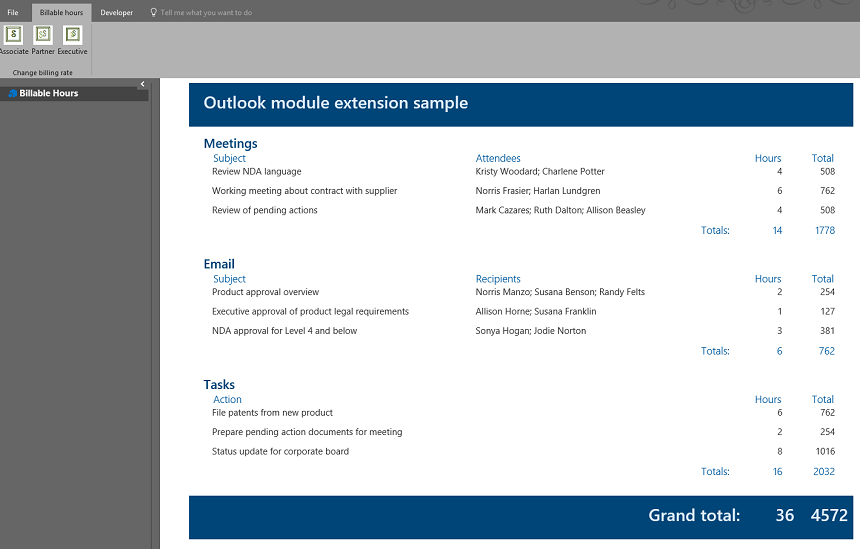 File Billable hours Developer Tell me what you want to do
Associate Partner Executive
Change billing rate
Billable Hours
Outlook module extension sample
Meetings
Subject Attendees Hours Total
Review NDA language Kristy Woodard; Charlene Potter 4 508
Working meeting about contract with supplier Norris Frasier; Harlan Lundgren 6 762
Review of pending actions Mark Cazares; Ruth Dalton; Allison Beasley 4 508
Totals: 14 1778
Email
Subject Recipients Hours Total
Product approval overview Norris Manzo; Susana Benson; Randy Felts 2 254
Executive approval of product legal requirements Allison Horne; Susana Franklin 1 127
NDA approval for Level 4 and below Sonya Hogan; Jodie Norton 3 381
Totals: 6 762
Tasks
Action Hours Total
File patents from new product 6 762
Prepare pending action documents for meeting 2 254
Status update for corporate board 8 1016
Totals: 16 2032
Grand total: 36 4572